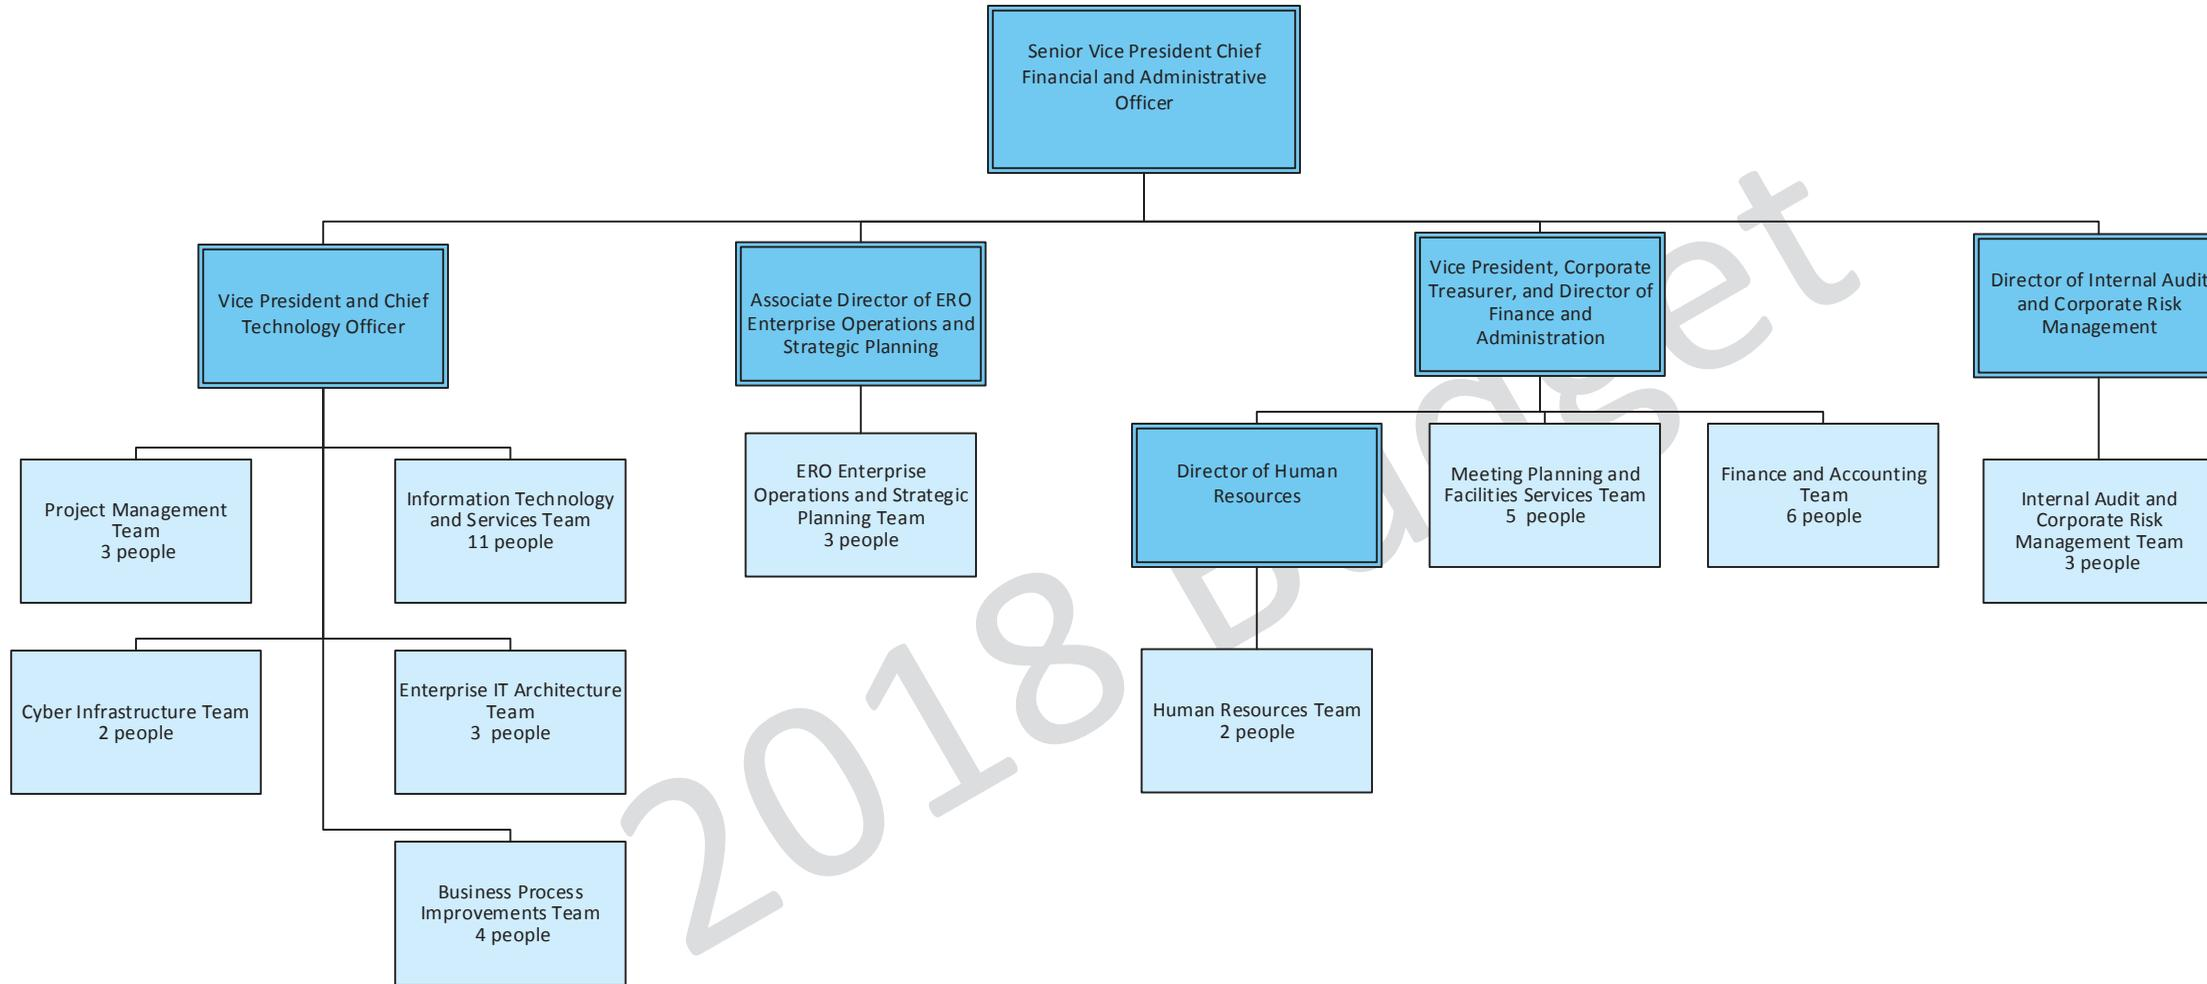 Senior Vice President Chief
Financial and Administrative
Officer
Vice President and Chief
Technology Officer
Associate Director of ERO
Enterprise Operations and
Strategic Planning
Vice President, Corporate
Treasurer, and Director of
Finance and
Administration
Director of Internal Audit
and Corporate Risk
Management
Project Management
Team
3 people
Information Technology
and Services Team
11 people
ERO Enterprise
Operations and Strategic
Planning Team
3 people
Director of Human
Resources
Meeting Planning and
Facilities Services Team
5 people
Finance and Accounting
Team
6 people
Internal Audit and
Corporate Risk
Management Team
3 people
Cyber Infrastructure Team
2 people
Enterprise IT Architecture
Team
3 people
Human Resources Team
2 people
Business Process
Improvements Team
4 people
2018 Budget